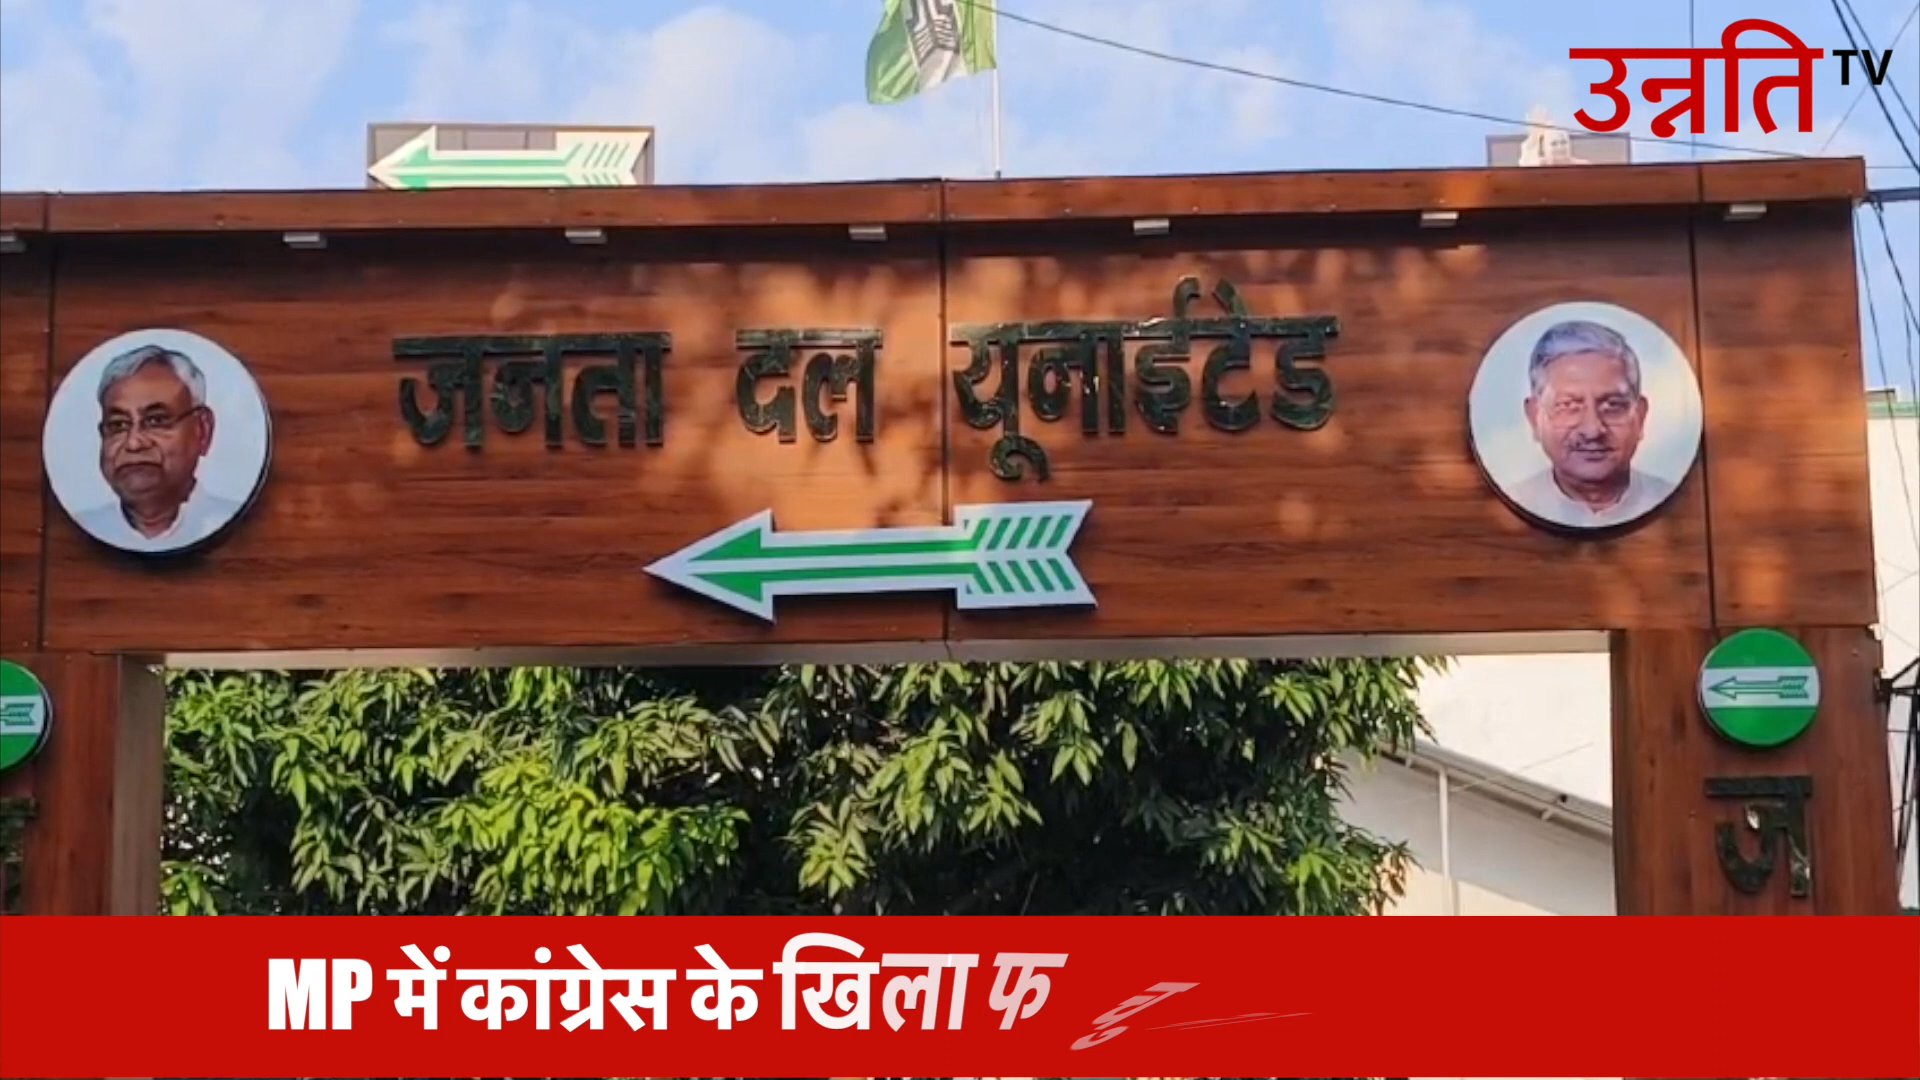 उन्नति TV
जनता दल यूनाईटेड
ज
MP में कांग्रेस के खिलाफ